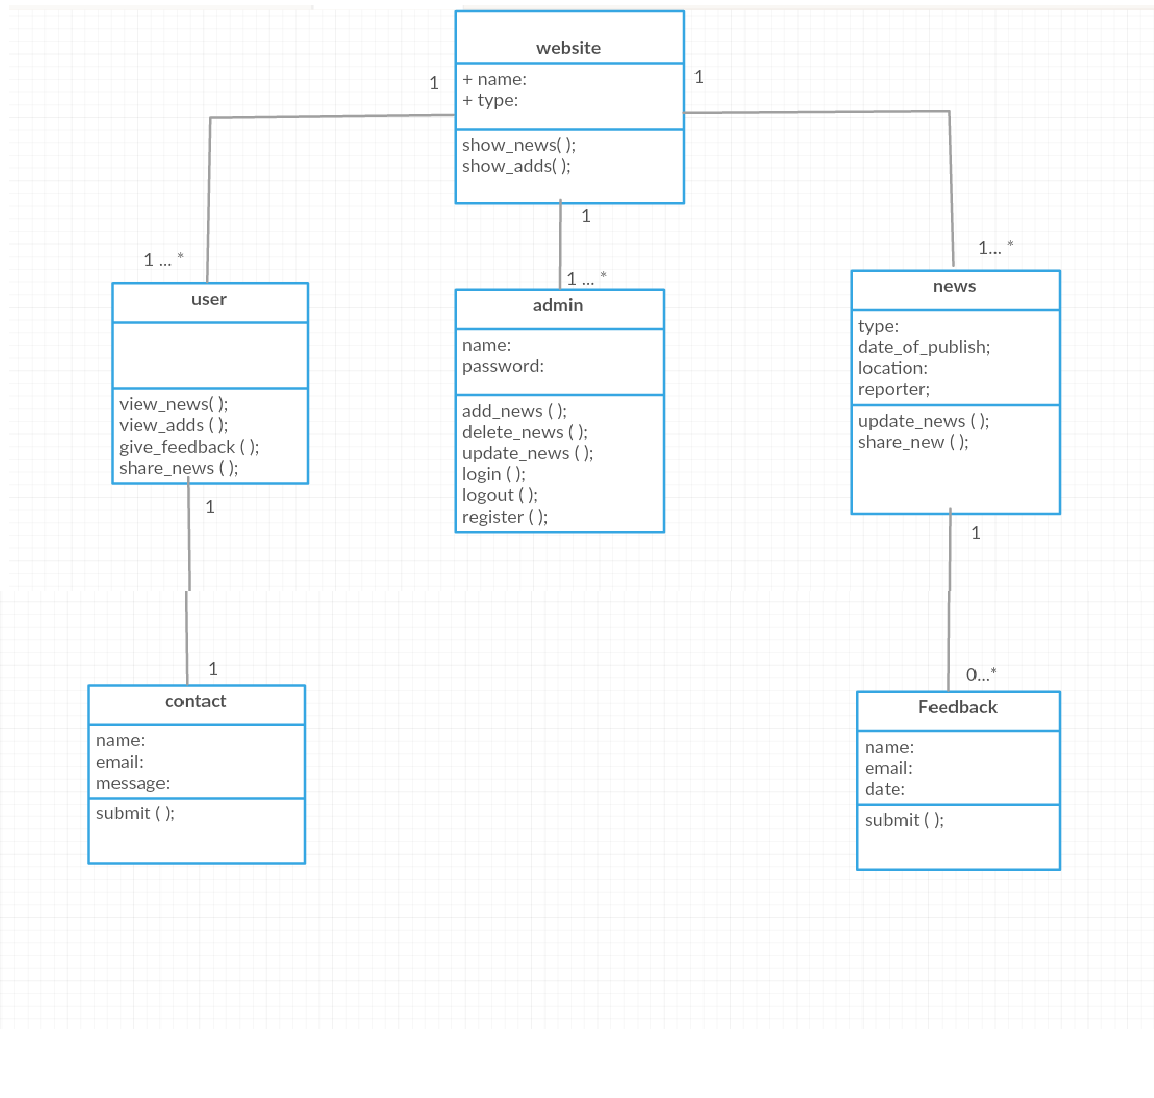 website
+ name:
+ type:
show_news( );
show_adds( );
1
1
1
1 ... *
1 ... *
1... *
user
view_news( );
view_adds ( );
give_feedback ( );
share_news ( );
admin
name:
password:
add_news ( );
delete_news ( );
update_news ( );
login ( );
logout ( );
register ( );
news
type:
date_of_publish;
location:
reporter;
update_news ( );
share_new ( );
1
1
1
0...*
contact
name:
email:
message:
submit ( );
Feedback
name:
email:
date:
submit ( );